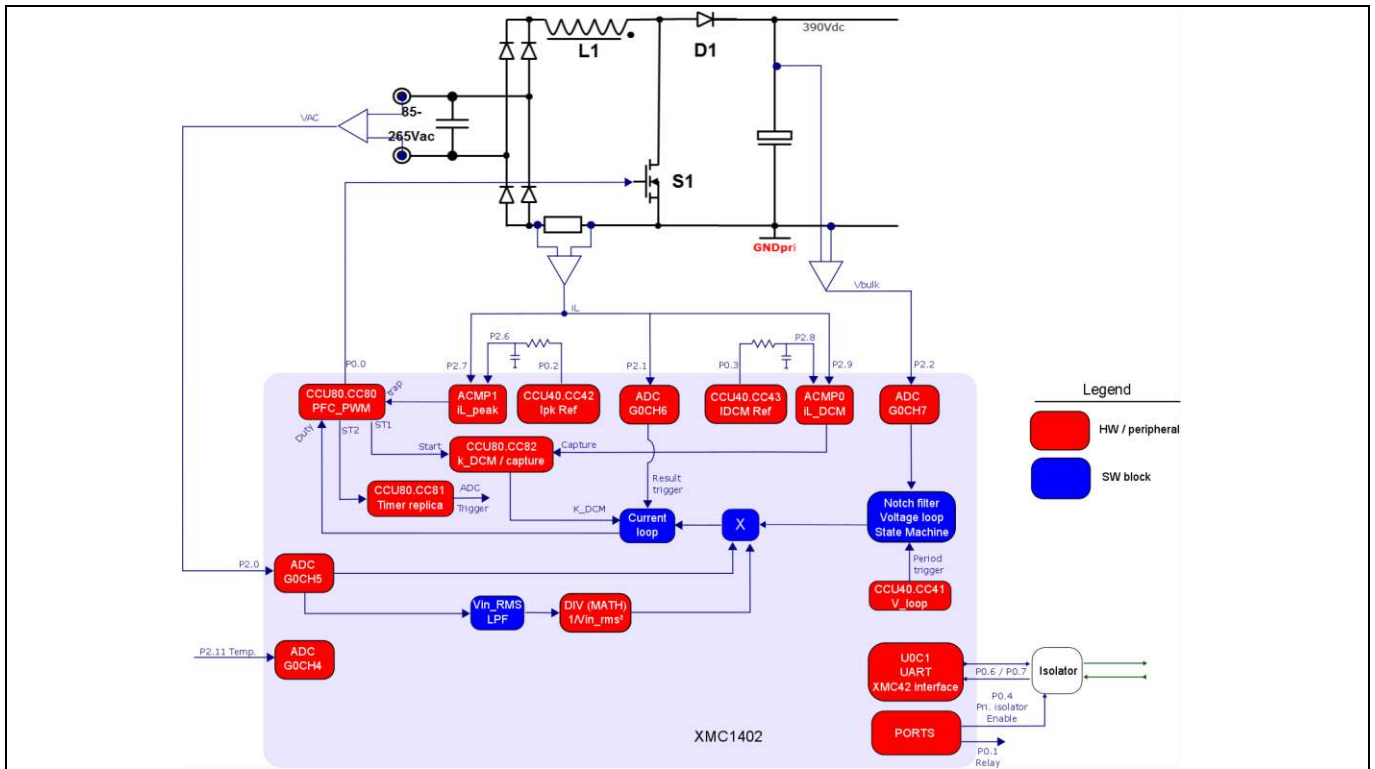 390Vdc
L1
D1
85-
265Vac
VAC
S1
GNDpri
Vbulk
iL
P0.0
P2.7
P2.6
P0.2
P2.1
P0.3
P2.8
P2.9
P2.2
CCU80.CC80
PFC_PWM
trap
ACMP1
iL_peak
CCU40.CC42
Ipk Ref
ADC
G0CH6
CCU40.CC43
IDCM Ref
ACMP0
iL_DCM
ADC
G0CH7
Legend
HW / peripheral
SW block
Duty
ST2
ST1
Start
CCU80.CC82
k_DCM / capture
Capture
CCU80.CC81
Timer replica
ADC
Trigger
Result
trigger
K_DCM
Current
loop
X
Notch filter
Voltage loop
State Machine
Period
trigger
CCU40.CC41
V_loop
P2.0
ADC
G0CH5
Vin_RMS
LPF
DIV (MATH)
1/Vin_rms²
P2.11 Temp.
ADC
G0CH4
U0C1
UART
XMC42 interface
P0.6 / P0.7
Isolator
P0.4
Pri. isolator
Enable
PORTS
P0.1
Relay
XMC1402